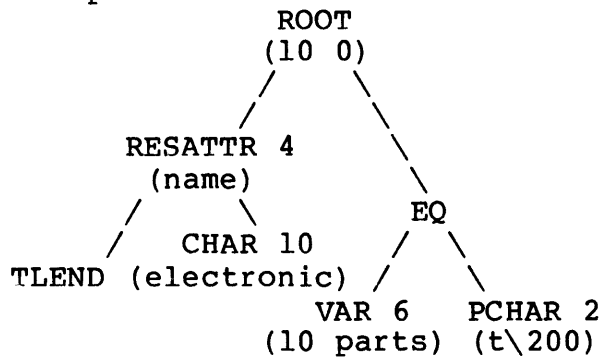 ROOT
(10 0)
RESATTR 4
(name)
EQ
CHAR 10
TLEND (electronic)
VAR 6 PCHAR 2
(10 parts) (t\200)